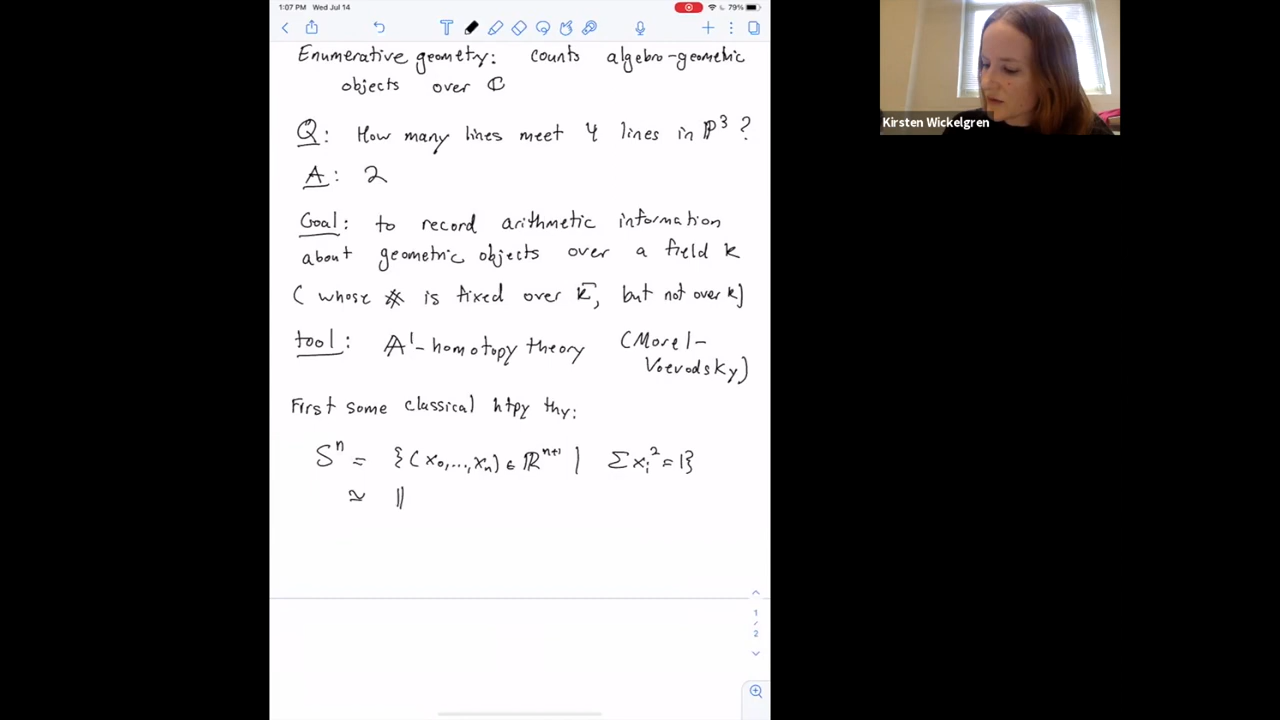 1:07 PM Wed Jul 14
79%
Enumerative geometry: counts algebro-geometric
objects over ℂ
Q: How many lines meet 4 lines in ℙ³ ?
A: 2
Goal: to record arithmetic information
about geometric objects over a field k
( whose # is fixed over k̄, but not over k)
tool: 𝔸¹-homotopy theory (Morel-
Voevodsky)
First some classical htpy thy:
Sⁿ = {(x₀,...,xₙ) ∈ ℝⁿ⁺¹ | Σxᵢ² = 1}
≃ ||
1
/
2
Kirsten Wickelgren